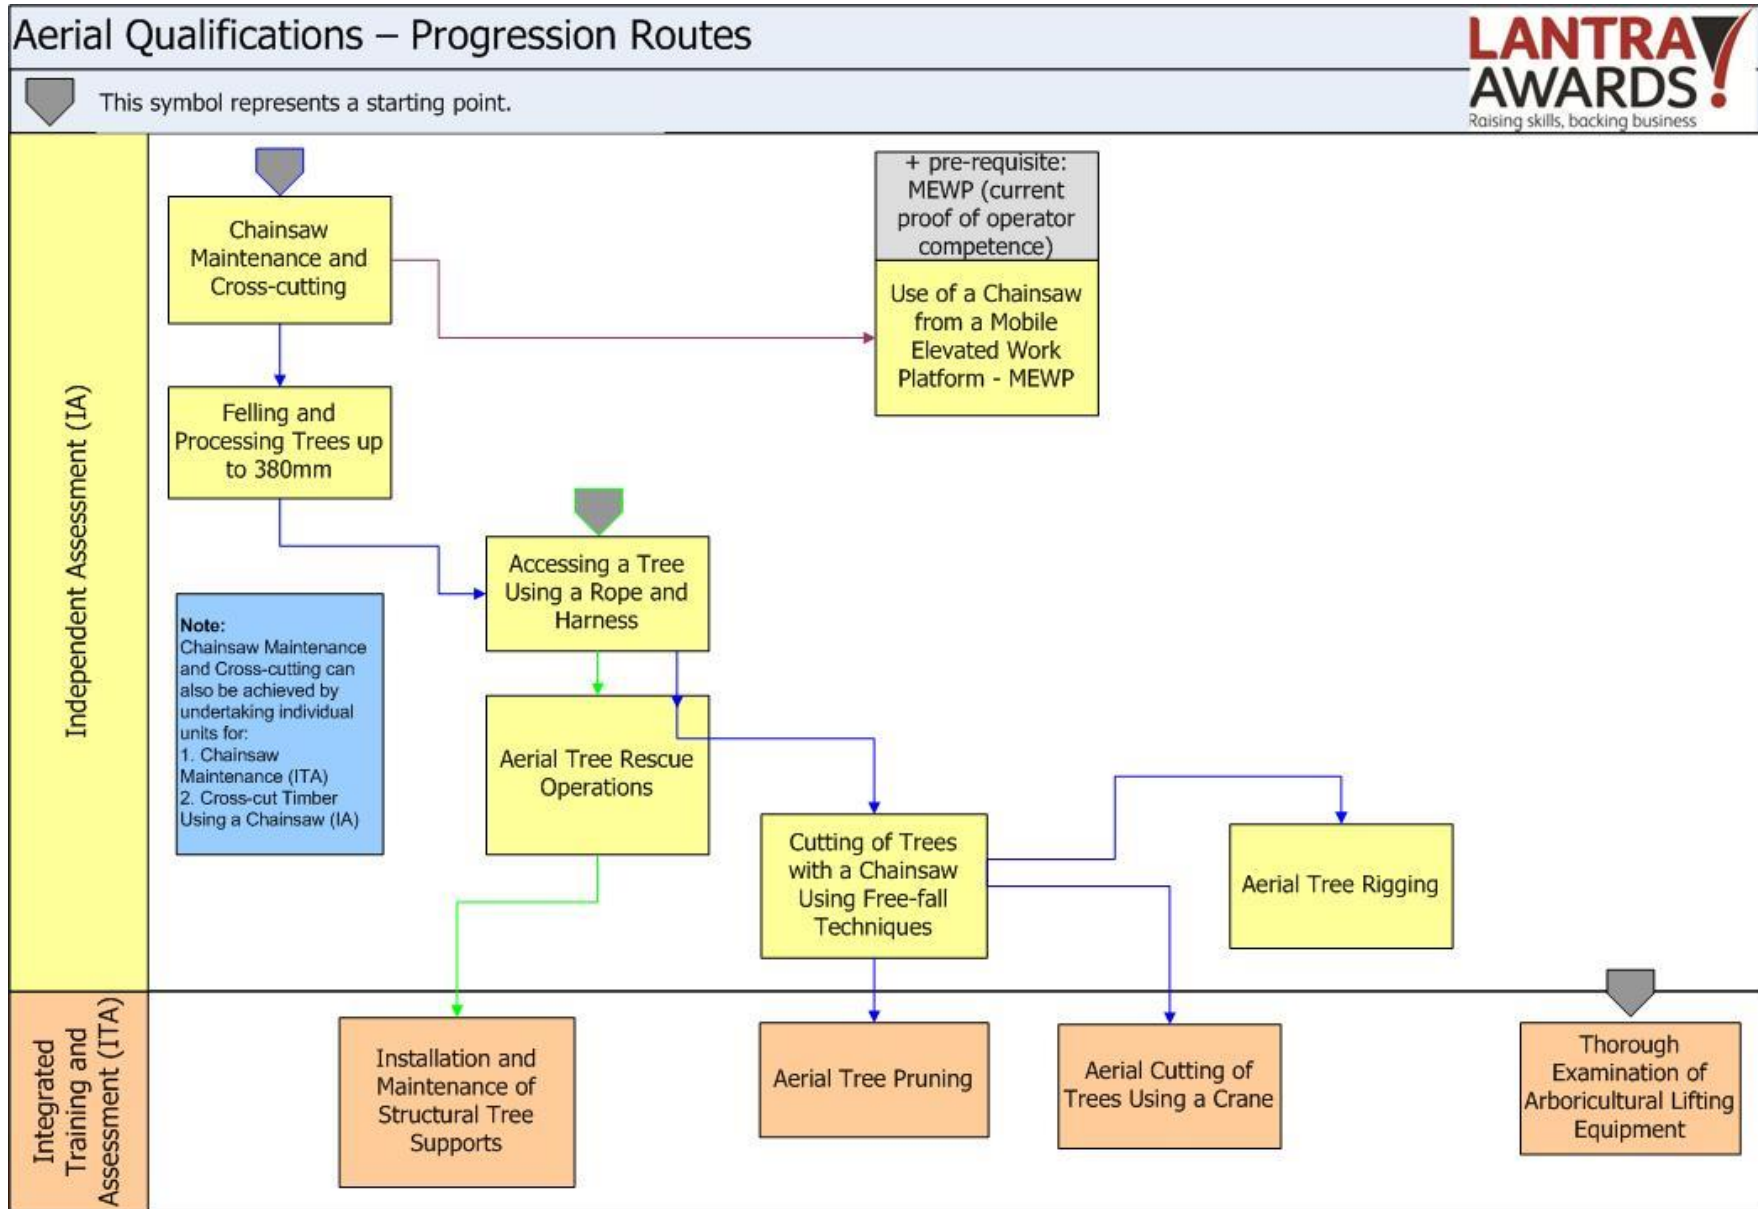 Aerial Qualifications – Progression Routes
LANTRA
AWARDS
Raising skills, backing business
This symbol represents a starting point.
Independent Assessment (IA)
Chainsaw
Maintenance and
Cross-cutting
+ pre-requisite:
MEWP (current
proof of operator
competence)
Use of a Chainsaw
from a Mobile
Elevated Work
Platform - MEWP
Felling and
Processing Trees up
to 380mm
Accessing a Tree
Using a Rope and
Harness
Note:
Chainsaw Maintenance
and Cross-cutting can
also be achieved by
undertaking individual
units for:
1. Chainsaw
Maintenance (ITA)
2. Cross-cut Timber
Using a Chainsaw (IA)
Aerial Tree Rescue
Operations
Cutting of Trees
with a Chainsaw
Using Free-fall
Techniques
Aerial Tree Rigging
Integrated
Training and
Assessment (ITA)
Installation and
Maintenance of
Structural Tree
Supports
Aerial Tree Pruning
Aerial Cutting of
Trees Using a Crane
Thorough
Examination of
Arboricultural Lifting
Equipment